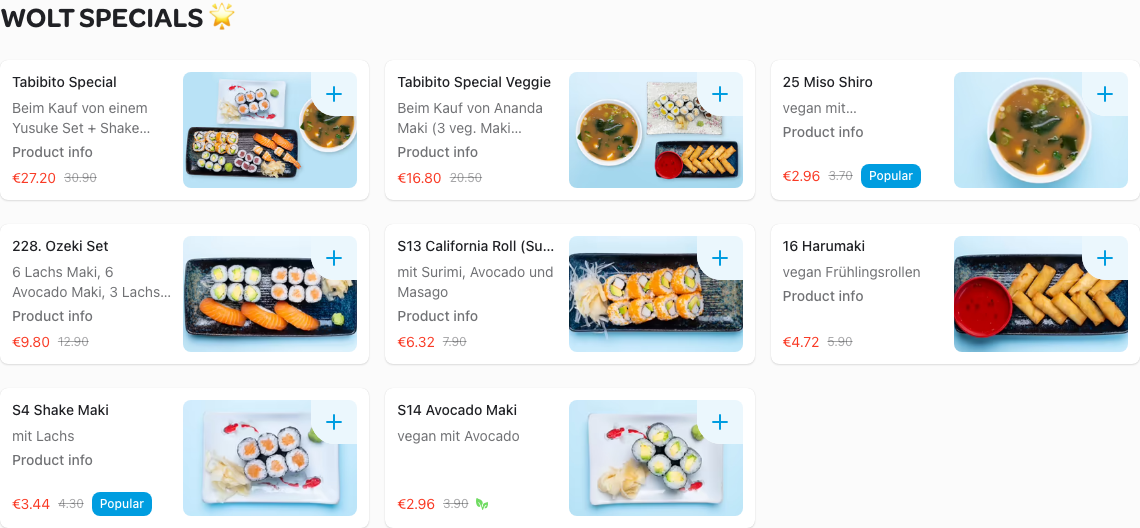 WOLT SPECIALS 🌟
Tabibito Special
Beim Kauf von einem
Yusuke Set + Shake...
Product info
€27.20 30.90
Tabibito Special Veggie
Beim Kauf von Ananda
Maki (3 veg. Maki...
Product info
€16.80 20.50
25 Miso Shiro
vegan mit...
Product info
€2.96 3.70 Popular
228. Ozeki Set
6 Lachs Maki, 6
Avocado Maki, 3 Lachs...
Product info
€9.80 12.90
S13 California Roll (Su...
mit Surimi, Avocado und
Masago
Product info
€6.32 7.90
16 Harumaki
vegan Frühlingsrollen
Product info
€4.72 5.90
S4 Shake Maki
mit Lachs
Product info
€3.44 4.30 Popular
S14 Avocado Maki
vegan mit Avocado
€2.96 3.90